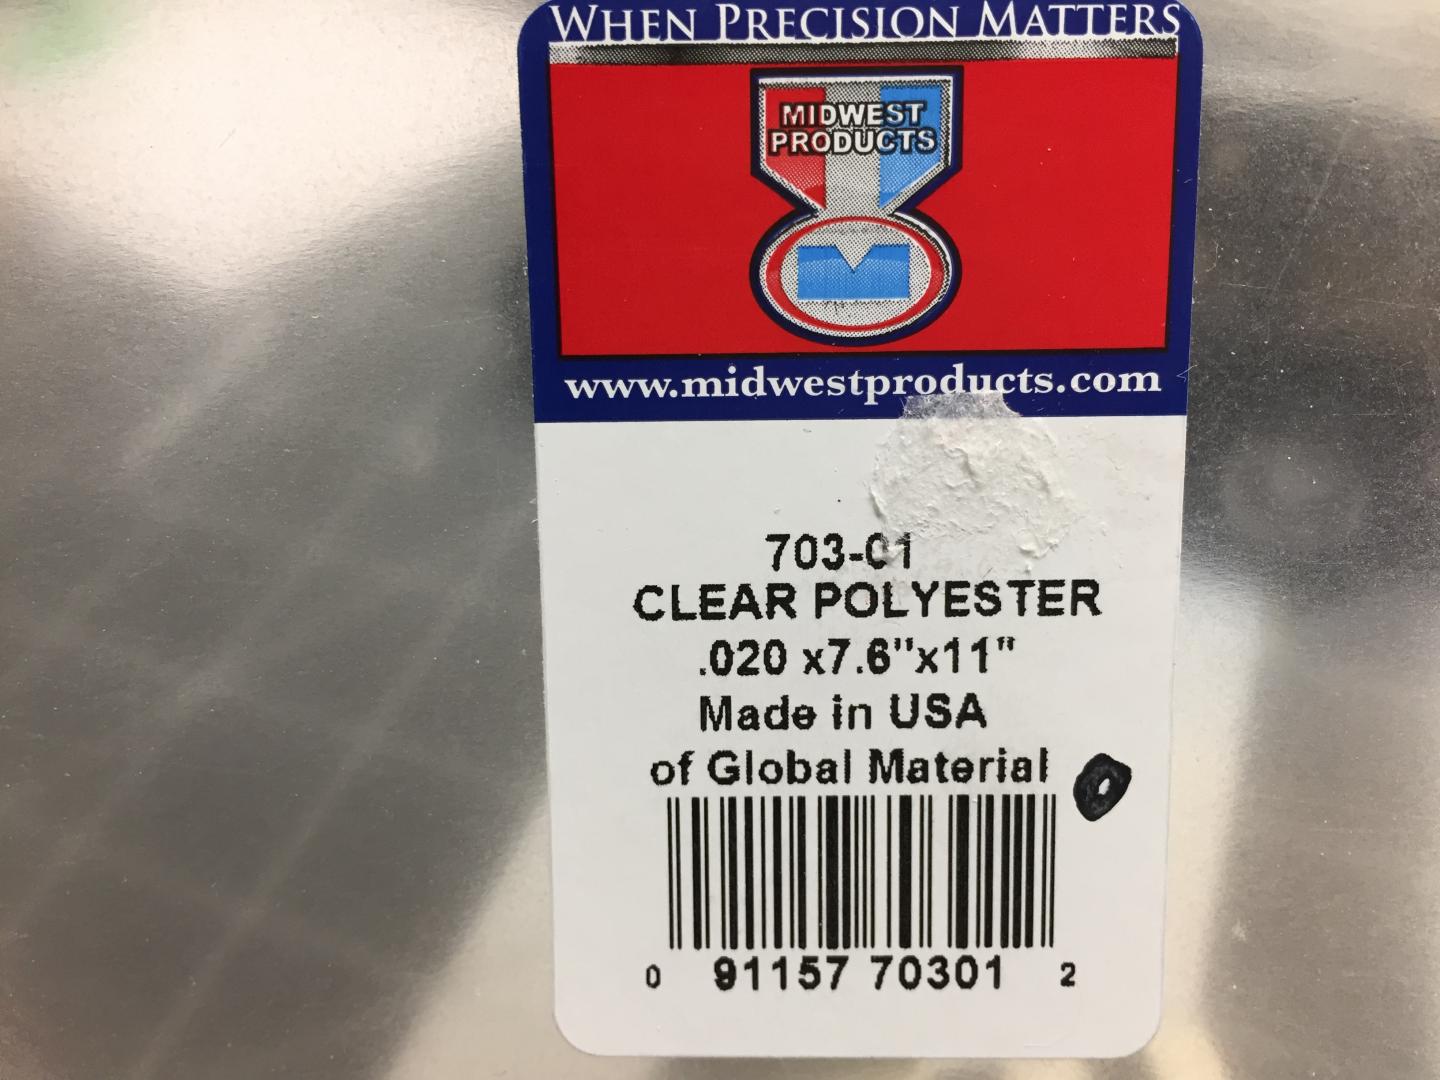 WHEN PRECISION MATTERS
MIDWEST
PRODUCTS
www.midwestproducts.com
703-01
CLEAR POLYESTER
.020 x7.6"x11"
Made in USA
of Global Material
0 91157 70301 2